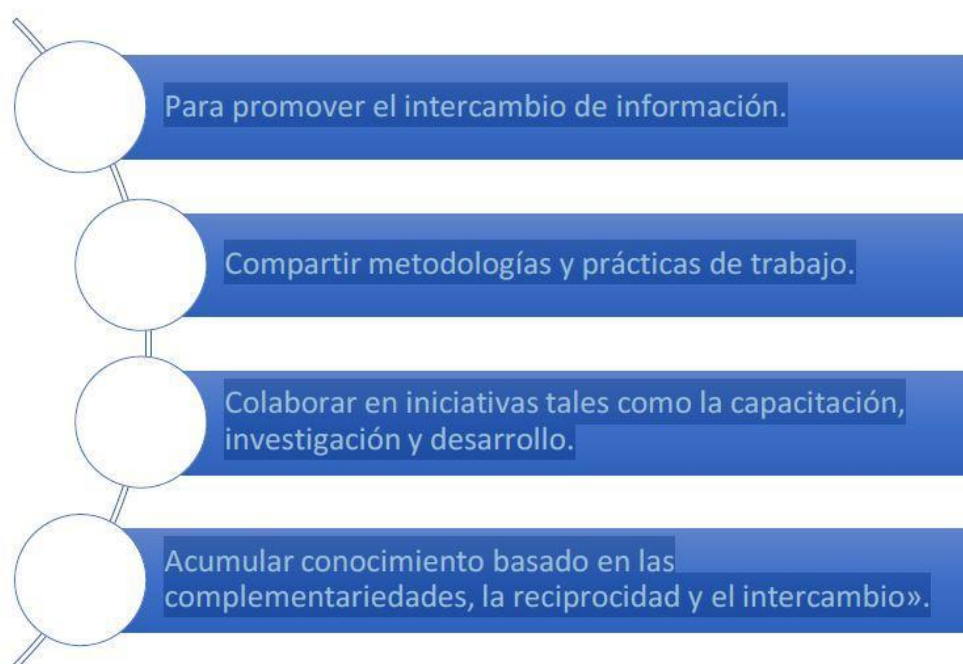 Para promover el intercambio de información.
Compartir metodologías y prácticas de trabajo.
Colaborar en iniciativas tales como la capacitación,
investigación y desarrollo.
Acumular conocimiento basado en las
complementariedades, la reciprocidad y el intercambio».